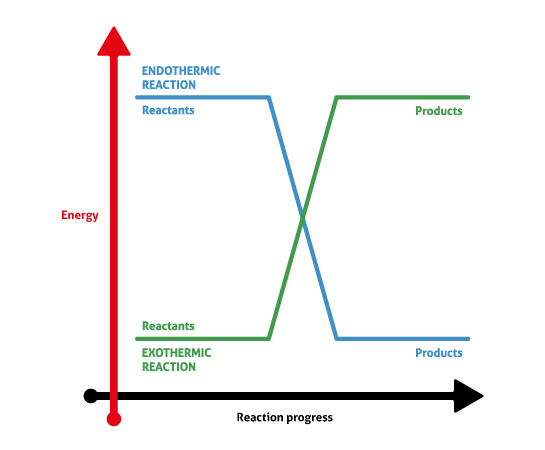 ENDOTHERMIC
REACTION
Reactants
Products
Energy
Reactants
EXOTHERMIC
REACTION
Products
Reaction progress